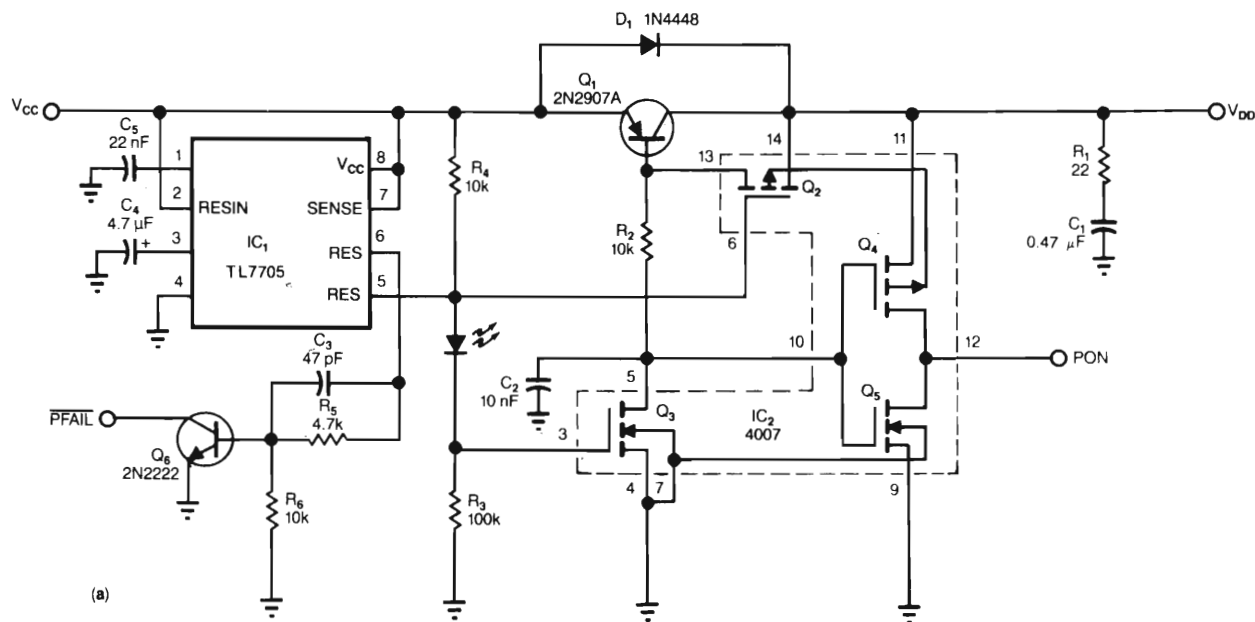 D1 1N4448
Q1
2N2907A
VCC
VDD
C5
22 nF
1
VCC
8
2
RESIN
SENSE
7
C4
4.7 µF
+
3
IC1
TL7705
RES
6
4
RES
5
R4
10k
13
14
11
Q2
6
R1
22
C1
0.47 µF
R2
10k
Q4
C3
47 pF
R5
4.7k
10
12
PON
C2
10 nF
5
Q3
3
IC2
4007
Q5
PFAIL
Q6
2N2222
4
7
9
R6
10k
R3
100k
(a)